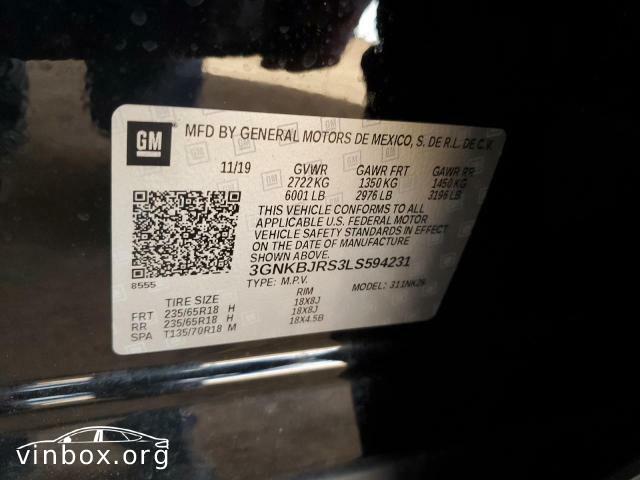 GM
MFD BY GENERAL MOTORS DE MEXICO, S. DE R.L. DE C.V.
11/19 GVWR GAWR FRT GAWR RR
2722 KG 1350 KG 1450 KG
6001 LB 2976 LB 3196 LB
THIS VEHICLE CONFORMS TO ALL
APPLICABLE U.S. FEDERAL MOTOR
VEHICLE SAFETY STANDARDS IN EFFECT
ON THE DATE OF MANUFACTURE SHOWN ABOVE.
3GNKBJRS3LS594231
8555 TYPE: M.P.V. MODEL: 311NK26
TIRE SIZE RIM
FRT 235/65R18 H 18X8J
RR 235/65R18 H 18X8J
SPA T135/70R18 M 18X4.5B
vinbox.org